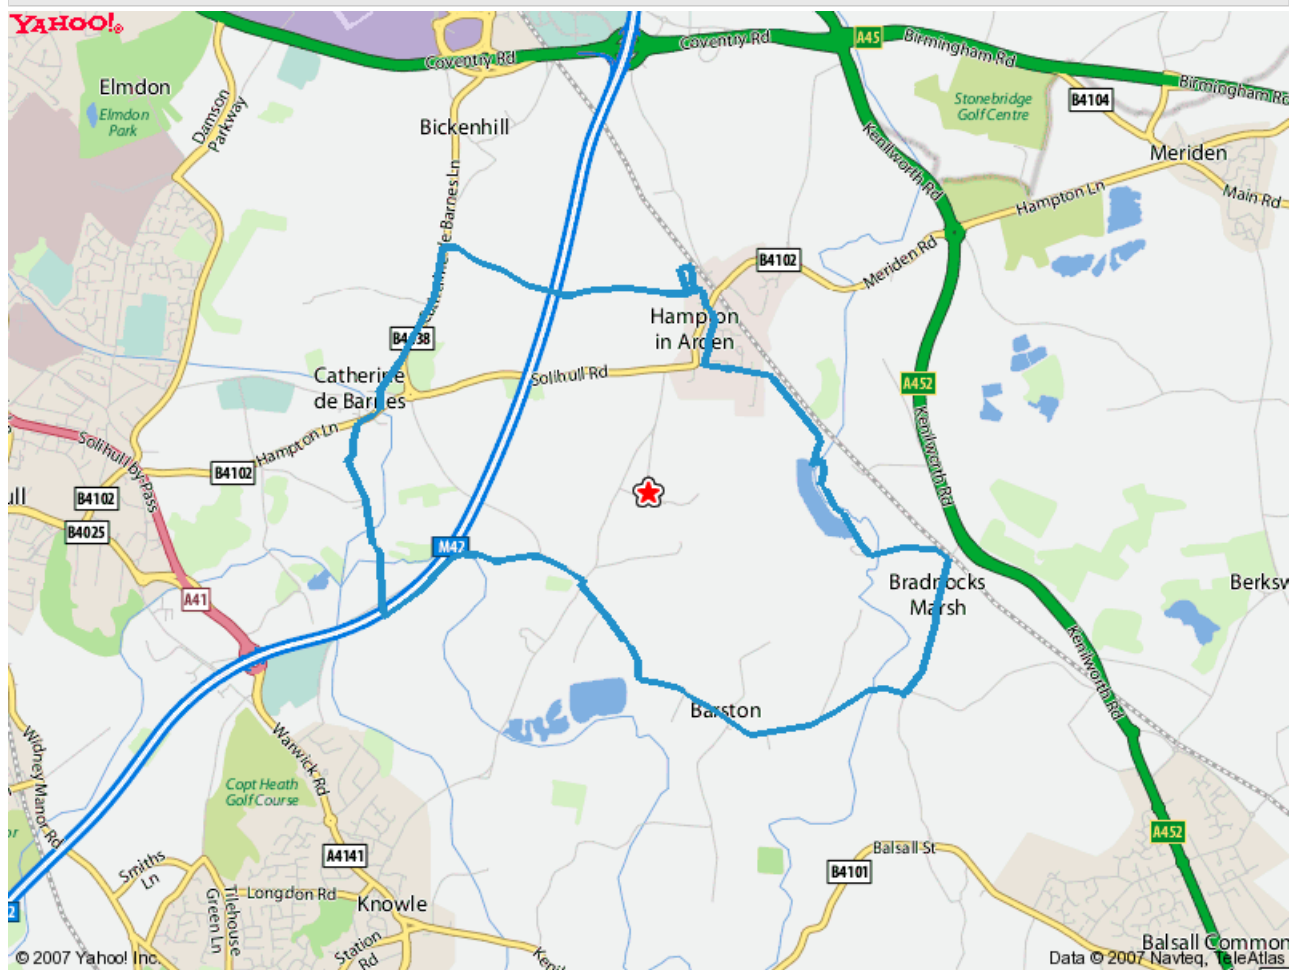 YAHOO!®
Coventry Rd
Coventry Rd
A45
Birmingham Rd
Birmingham Rd
Elmdon
Elmdon
Park
Damson
Parkway
Bickenhill
Stonebridge
Golf Centre
B4104
Meriden
Kenilworth Rd
Hampton Ln
Main Rd
Barnes Ln
B4102
Meriden Rd
Hampton
in Arden
Catherine
de Barnes
Solihull Rd
A452
Kenilworth Rd
Hampton Ln
B4102
Solihull by-Pass
ull
B4102
B4025
M42
A41
Bradnocks
Marsh
Berksw
Kenilworth Rd
Barston
Widney Manor Rd
Warwick Rd
Copt Heath
Golf Course
or
A4141
Smiths
Ln
Tilehouse
Green Ln
Longdon Rd
Knowle
Station
Rd
Keni
B4101
Balsall St
A452
Balsall Common
2
© 2007 Yahoo! Inc.
Data © 2007 Navteq, TeleAtlas